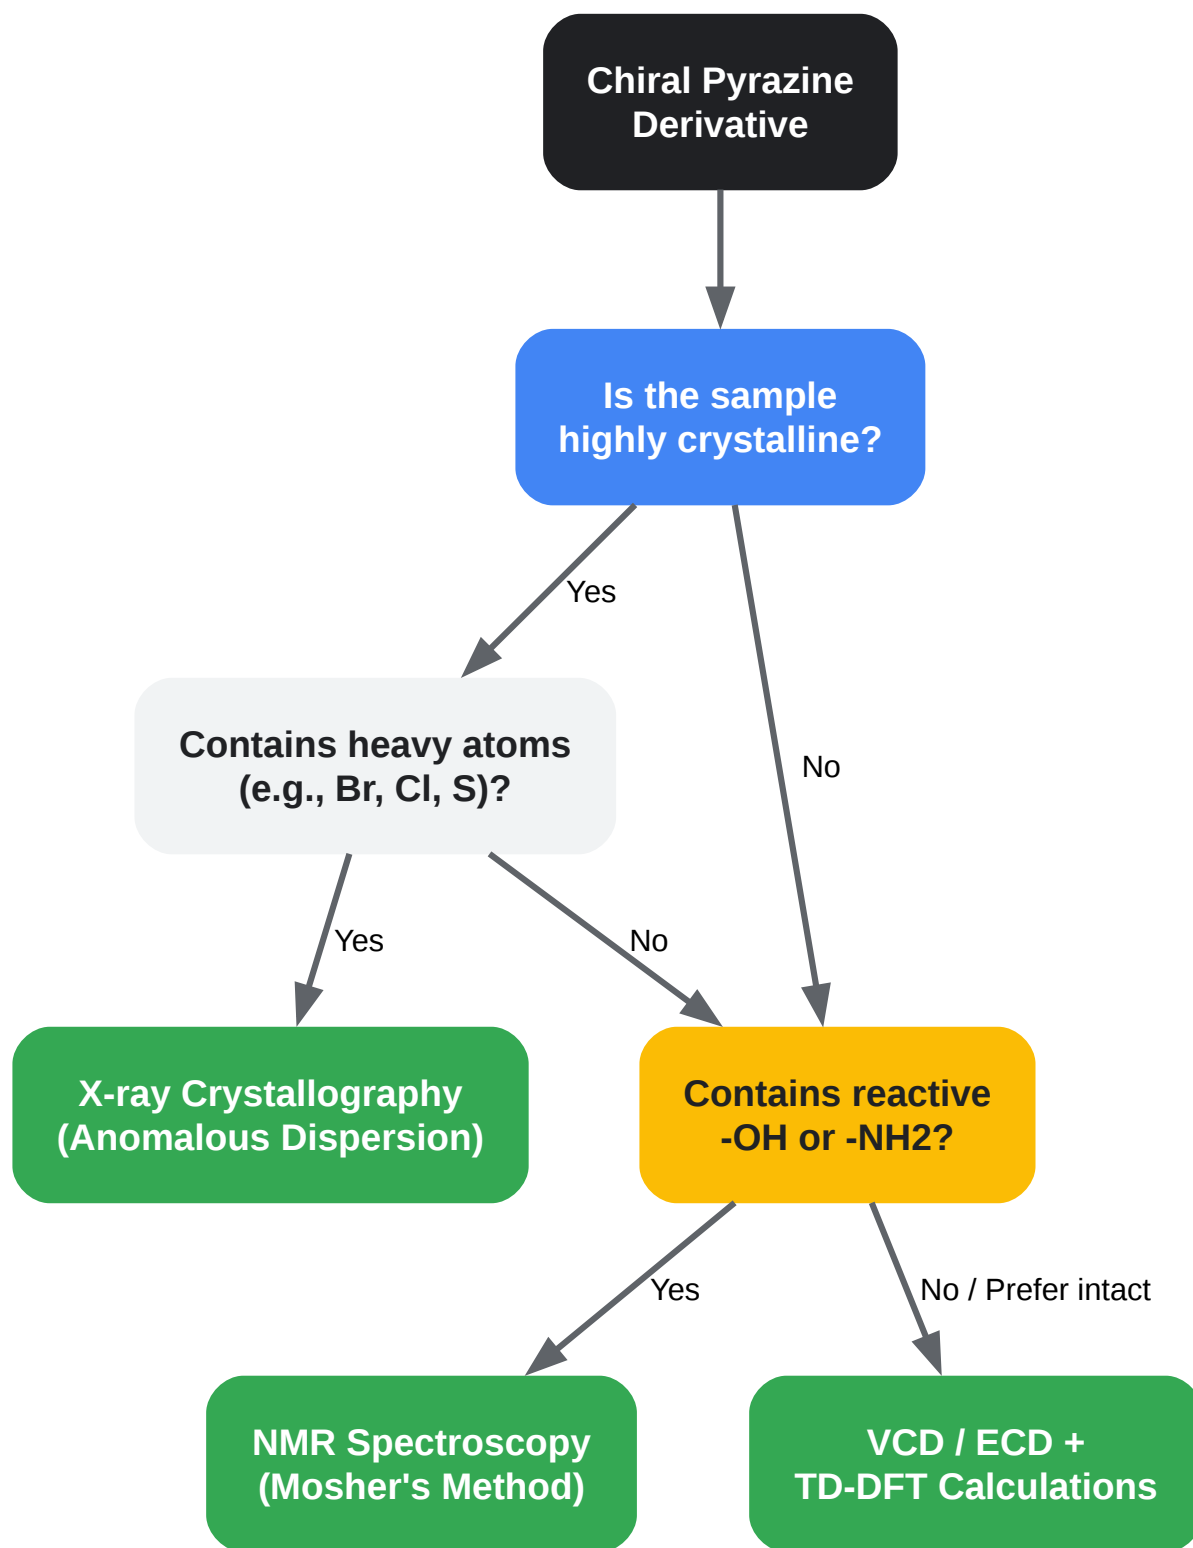 Chiral Pyrazine
Derivative
Is the sample
highly crystalline?
Yes
Contains heavy atoms
(e.g., Br, Cl, S)?
No
Yes
No
X-ray Crystallography
(Anomalous Dispersion)
Contains reactive
-OH or -NH2?
Yes
No / Prefer intact
NMR Spectroscopy
(Mosher's Method)
VCD / ECD +
TD-DFT Calculations